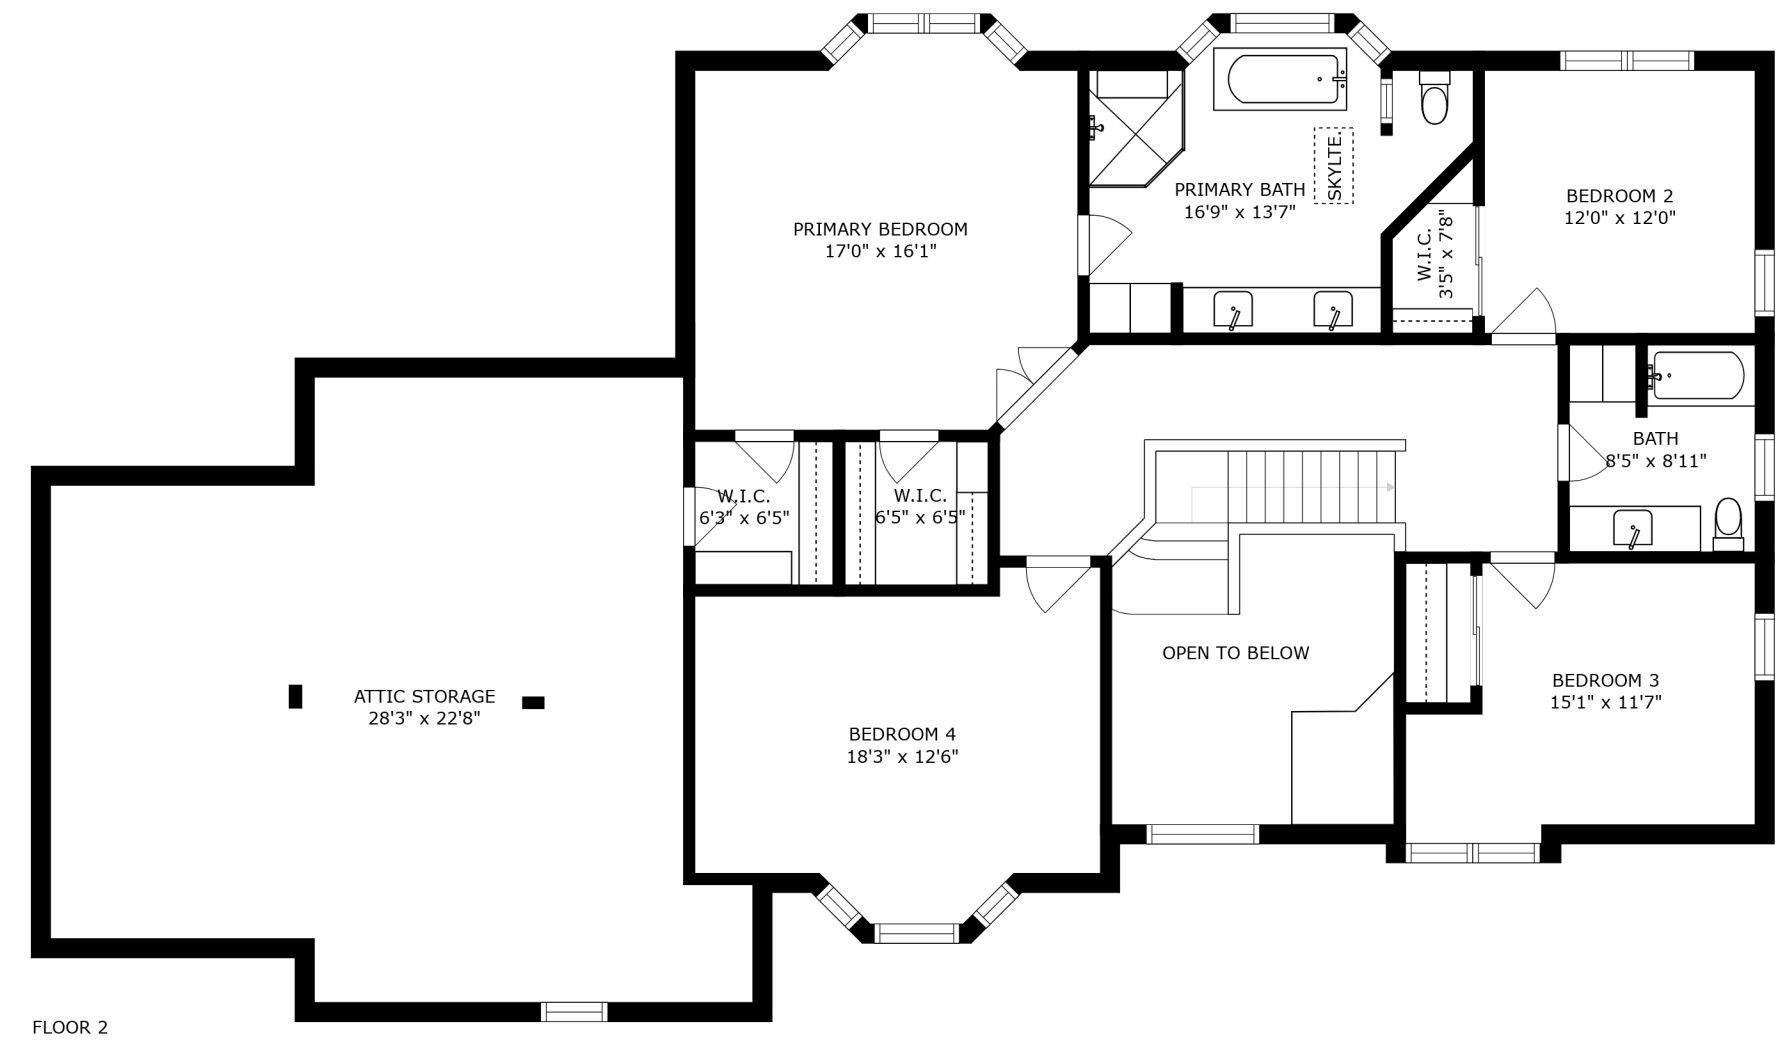 PRIMARY BEDROOM
17'0" x 16'1"
PRIMARY BATH
16'9" x 13'7"
SKYLTE.
W.I.C.
3'5" x 7'8"
BEDROOM 2
12'0" x 12'0"
BATH
8'5" x 8'11"
W.I.C.
6'3" x 6'5"
W.I.C.
6'5" x 6'5"
OPEN TO BELOW
BEDROOM 3
15'1" x 11'7"
ATTIC STORAGE
28'3" x 22'8"
BEDROOM 4
18'3" x 12'6"
FLOOR 2